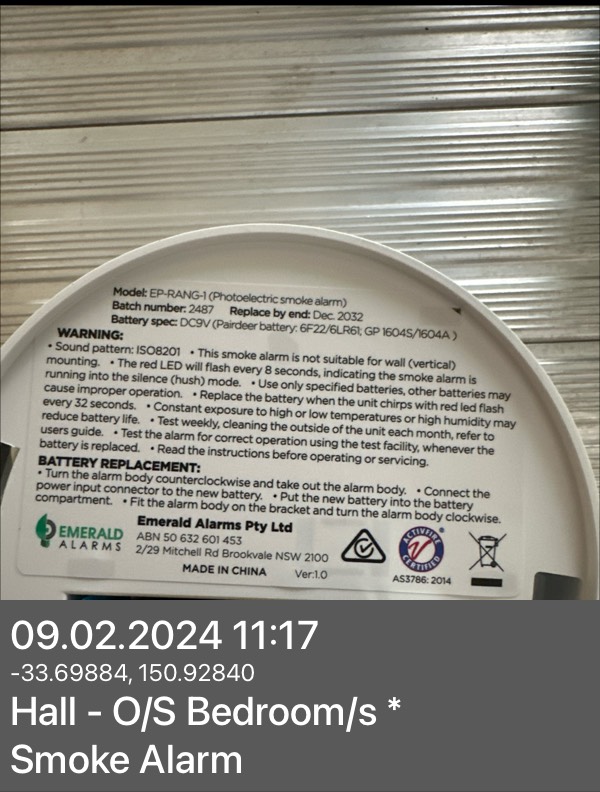 Model: EP-RANG-1 (Photoelectric smoke alarm)
Batch number: 2487 Replace by end: Dec. 2032
Battery spec: DC9V (Pairdeer battery: 6F22/6LR61; GP 1604S/1604A )
WARNING:
• Sound pattern: ISO8201 • This smoke alarm is not suitable for wall (vertical)
mounting. • The red LED will flash every 8 seconds, indicating the smoke alarm is
running into the silence (hush) mode. • Use only specified batteries, other batteries may
cause improper operation. • Replace the battery when the unit chirps with red led flash
every 32 seconds. • Constant exposure to high or low temperatures or high humidity may
reduce battery life. • Test weekly, cleaning the outside of the unit each month, refer to
users guide. • Test the alarm for correct operation using the test facility, whenever the
battery is replaced. • Read the instructions before operating or servicing.
BATTERY REPLACEMENT:
• Turn the alarm body counterclockwise and take out the alarm body. • Connect the
power input connector to the new battery. • Put the new battery into the battery
compartment. • Fit the alarm body on the bracket and turn the alarm body clockwise.
EMERALD
ALARMS
Emerald Alarms Pty Ltd
ABN 50 632 601 453
2/29 Mitchell Rd Brookvale NSW 2100
MADE IN CHINA Ver:1.0
ACTIVFIRE
CERTIFIED
AS3786: 2014
09.02.2024 11:17
-33.69884, 150.92840
Hall - O/S Bedroom/s *
Smoke Alarm